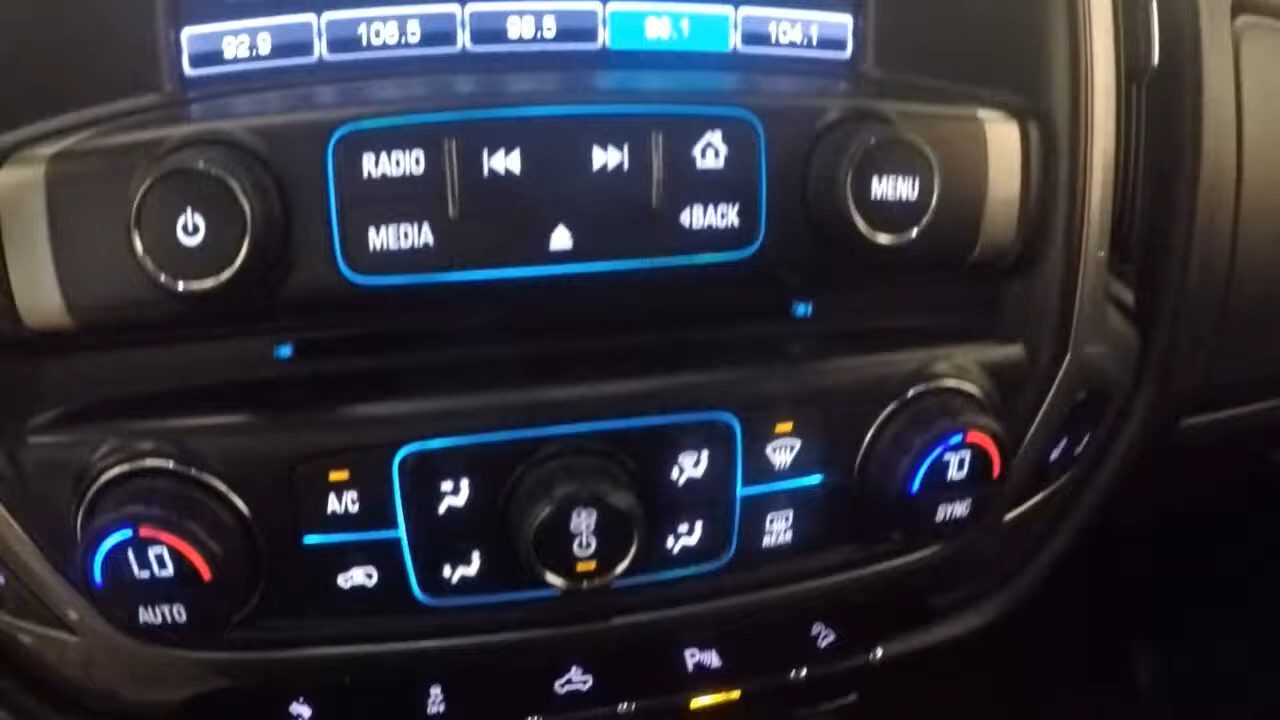 92.9 106.5 98.5 96.1 104.1
RADIO
MENU
MEDIA
BACK
A/C
70
SYNC
REAR
LO
AUTO
OFF
P